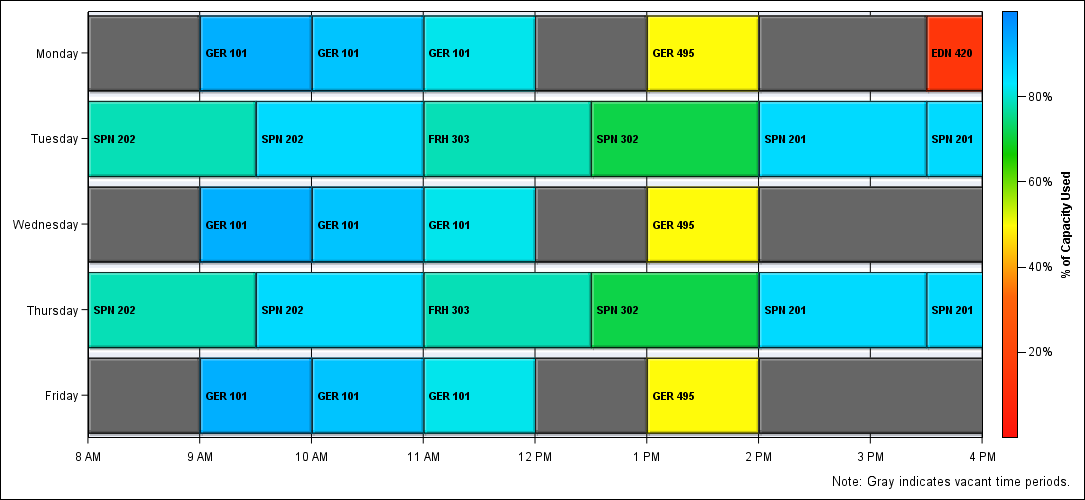 Monday
GER 101
GER 101
GER 101
GER 495
EDN 420
Tuesday
SPN 202
SPN 202
FRH 303
SPN 302
SPN 201
SPN 201
Wednesday
GER 101
GER 101
GER 101
GER 495
Thursday
SPN 202
SPN 202
FRH 303
SPN 302
SPN 201
SPN 201
Friday
GER 101
GER 101
GER 101
GER 495
8 AM
9 AM
10 AM
11 AM
12 PM
1 PM
2 PM
3 PM
4 PM
80%
60%
40%
20%
% of Capacity Used
Note: Gray indicates vacant time periods.